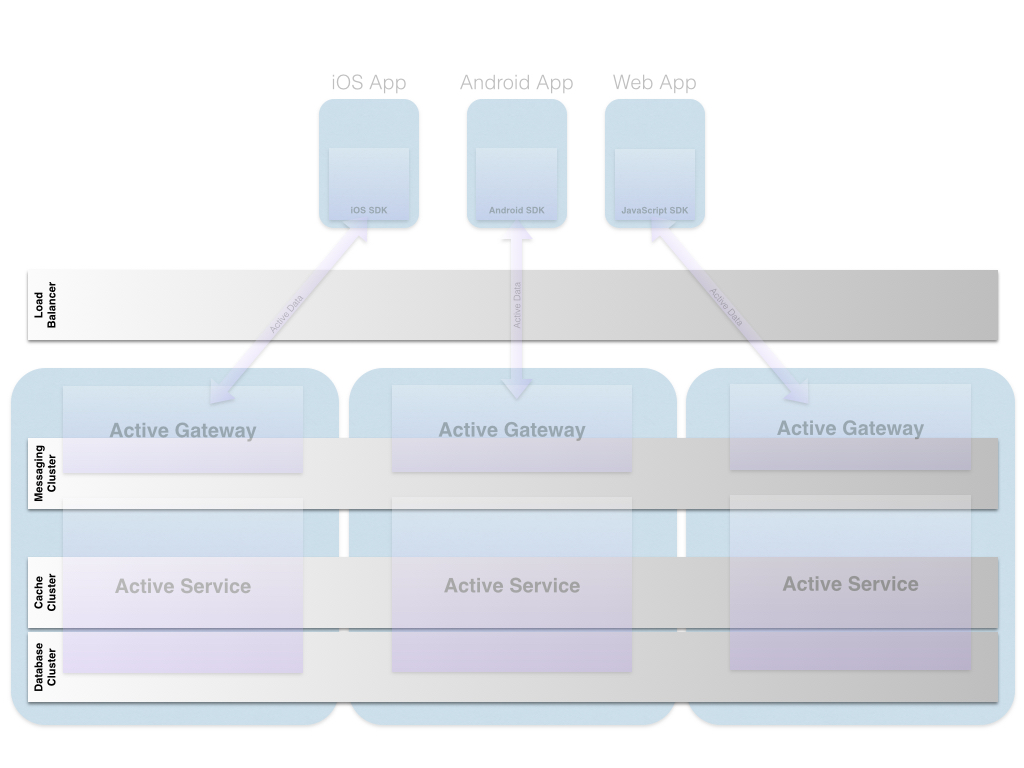 iOS App
Android App
Web App
iOS SDK
Android SDK
JavaScript SDK
Load
Balancer
Active Data
Active Data
Active Data
Active Gateway
Active Gateway
Active Gateway
Messaging
Cluster
Active Service
Active Service
Active Service
Cache
Cluster
Database
Cluster